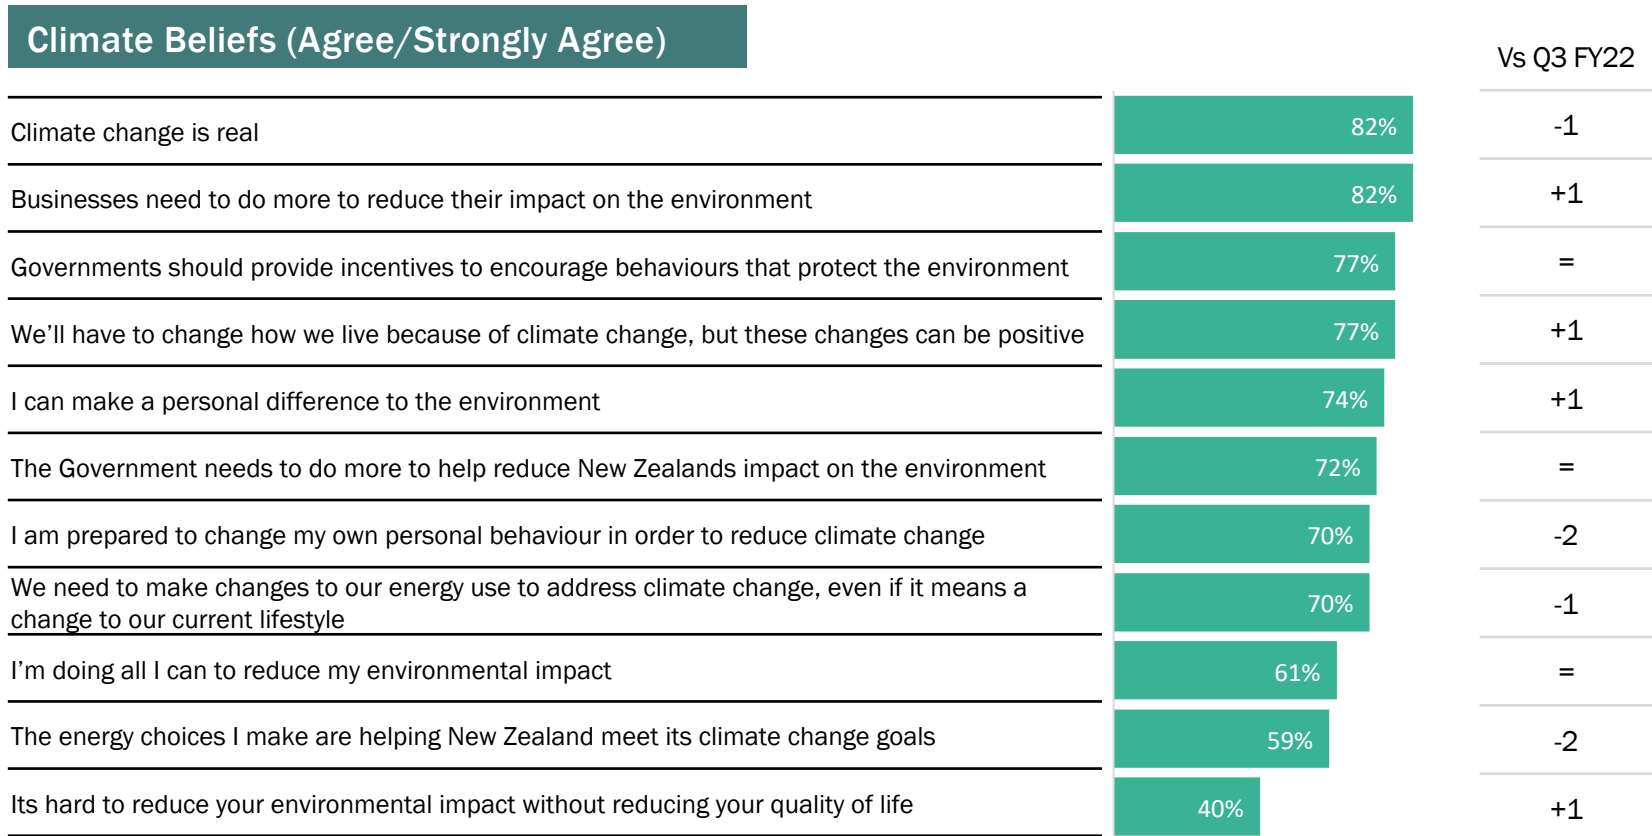 Climate Beliefs (Agree/Strongly Agree)
Vs Q3 FY22
Climate change is real 82% -1
Businesses need to do more to reduce their impact on the environment 82% +1
Governments should provide incentives to encourage behaviours that protect the environment 77% =
We’ll have to change how we live because of climate change, but these changes can be positive 77% +1
I can make a personal difference to the environment 74% +1
The Government needs to do more to help reduce New Zealands impact on the environment 72% =
I am prepared to change my own personal behaviour in order to reduce climate change 70% -2
We need to make changes to our energy use to address climate change, even if it means a
change to our current lifestyle 70% -1
I’m doing all I can to reduce my environmental impact 61% =
The energy choices I make are helping New Zealand meet its climate change goals 59% -2
Its hard to reduce your environmental impact without reducing your quality of life 40% +1